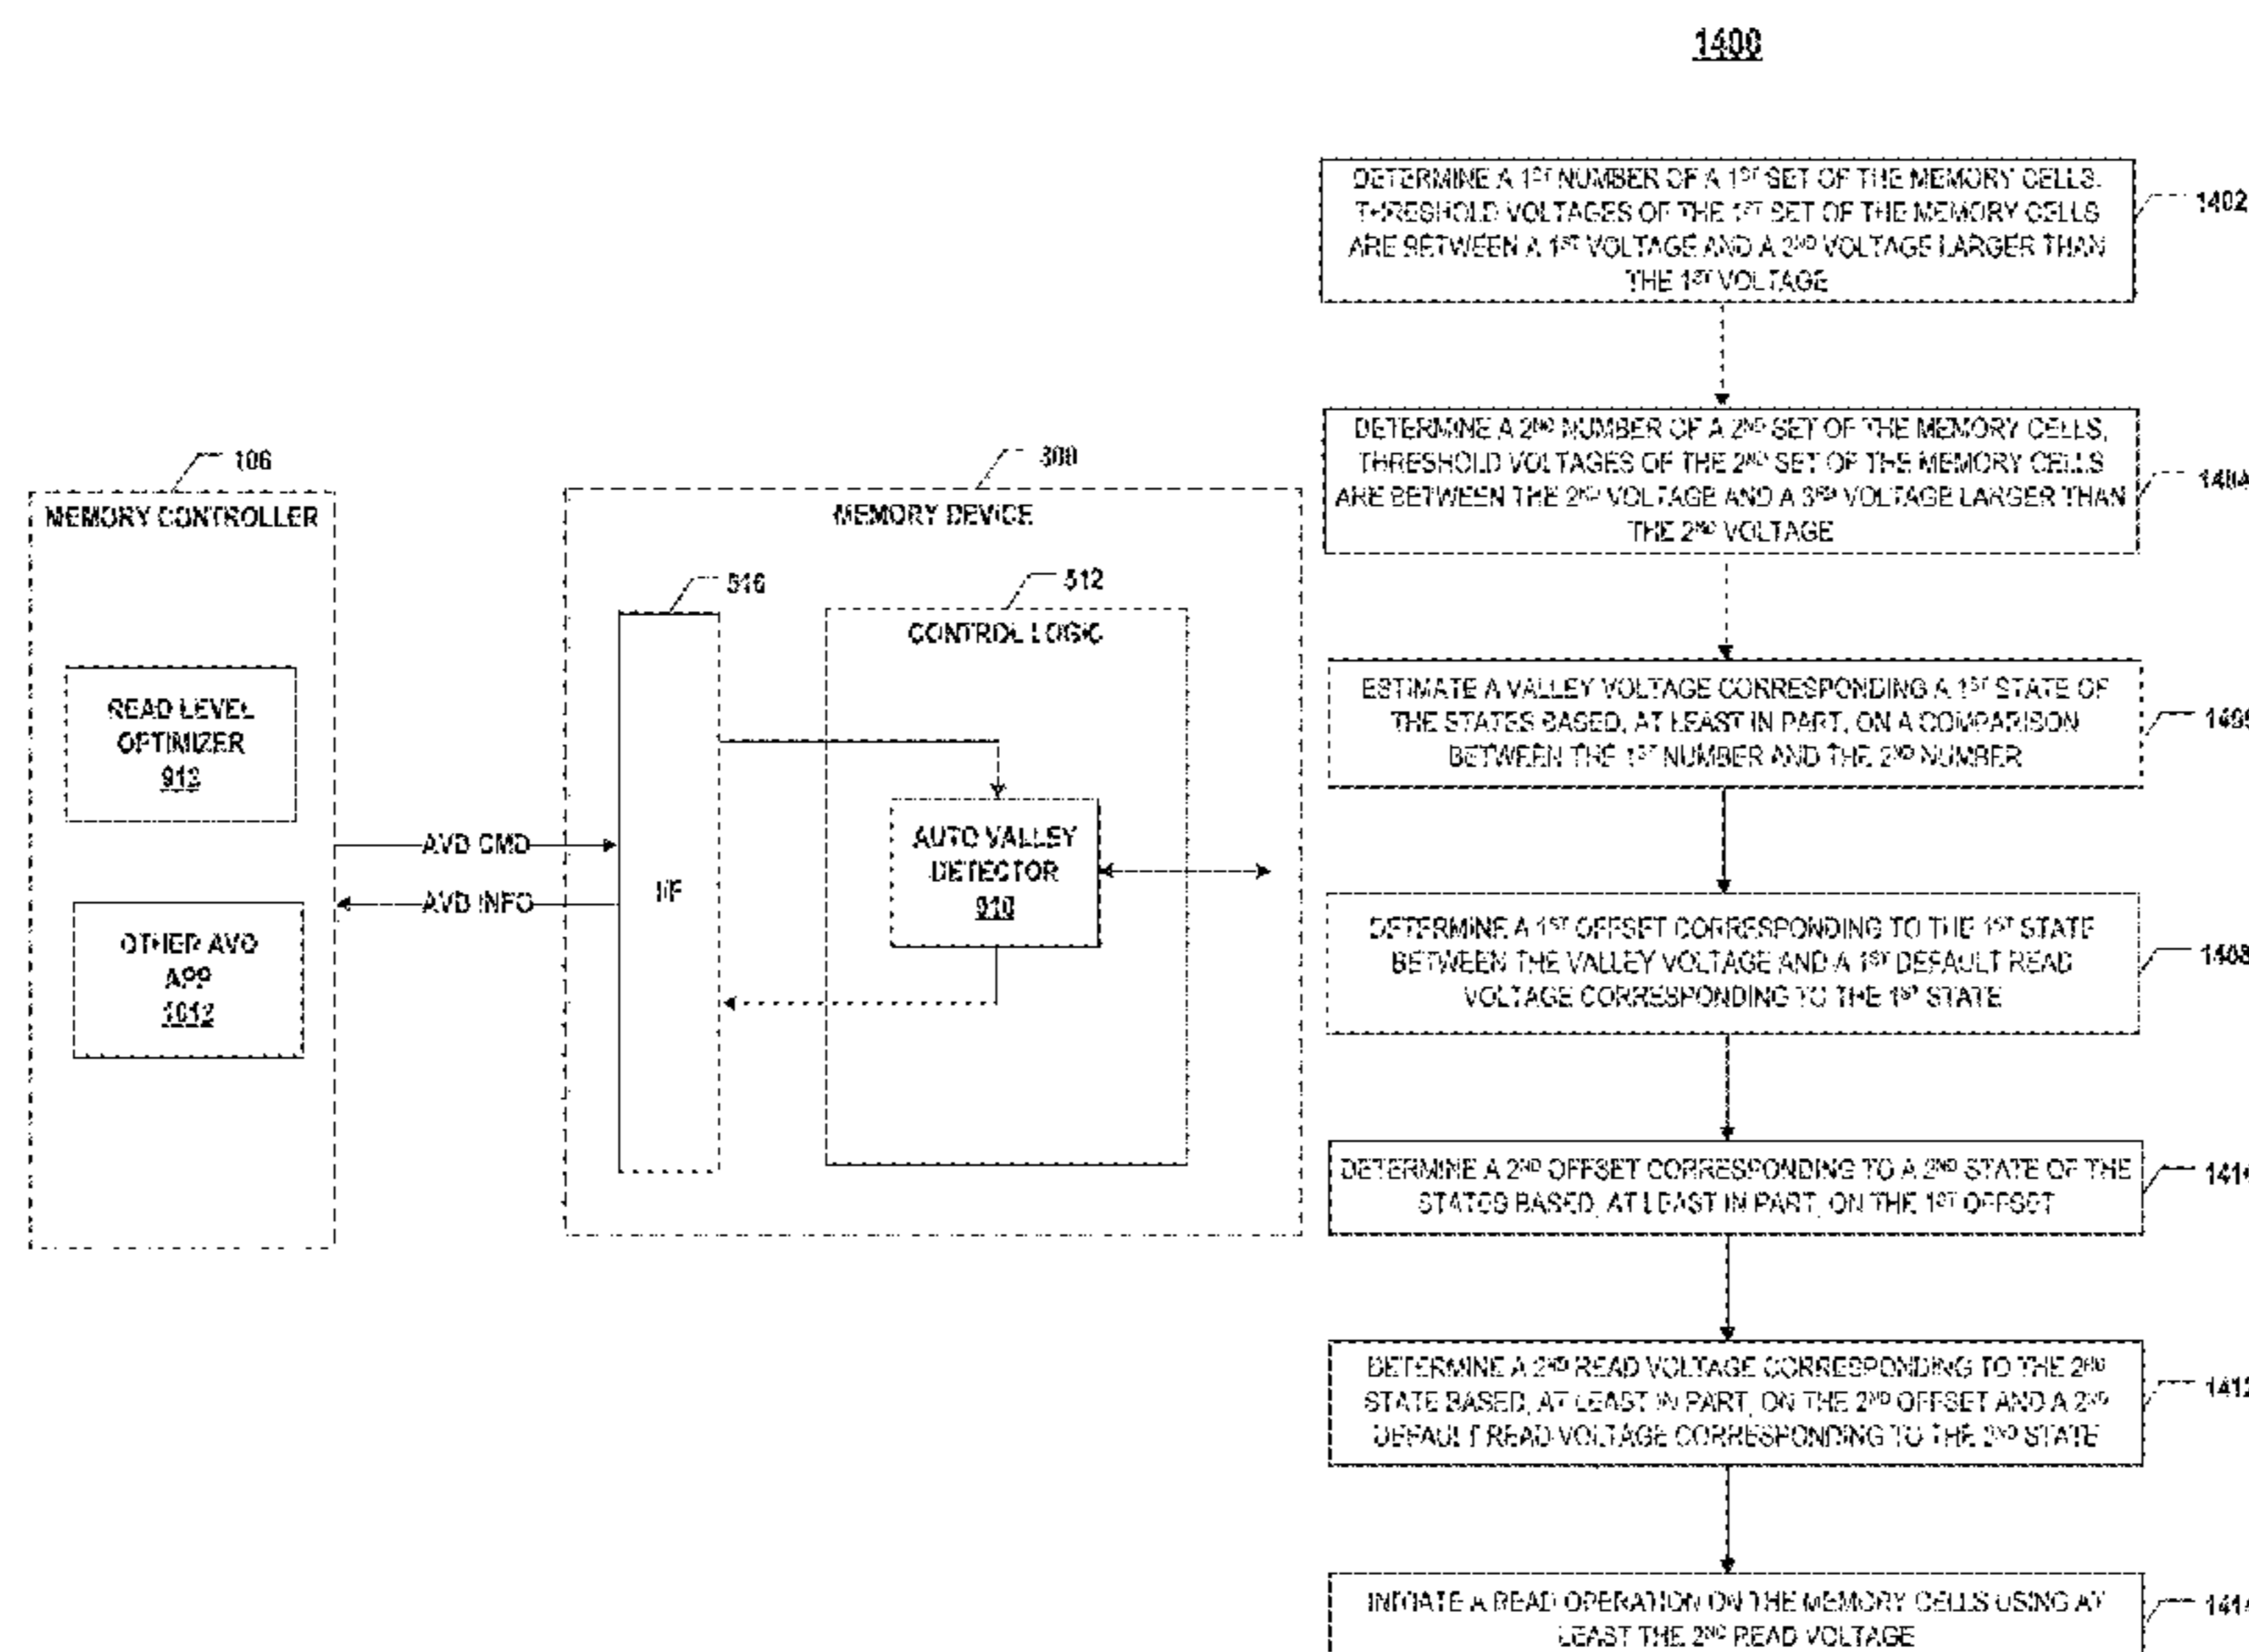 1400
106
MEMORY CONTROLLER
READ LEVEL
OPTIMIZER
912
OTHER AVD
APP
1012
AVD CMD
AVD INFO
300
MEMORY DEVICE
516
I/F
512
CONTROL LOGIC
AUTO VALLEY
DETECTOR
910
DETERMINE A 1ST NUMBER OF A 1ST SET OF THE MEMORY CELLS,
THRESHOLD VOLTAGES OF THE 1ST SET OF THE MEMORY CELLS
ARE BETWEEN A 1ST VOLTAGE AND A 2ND VOLTAGE LARGER THAN
THE 1ST VOLTAGE
1402
DETERMINE A 2ND NUMBER OF A 2ND SET OF THE MEMORY CELLS,
THRESHOLD VOLTAGES OF THE 2ND SET OF THE MEMORY CELLS
ARE BETWEEN THE 2ND VOLTAGE AND A 3RD VOLTAGE LARGER THAN
THE 2ND VOLTAGE
1404
ESTIMATE A VALLEY VOLTAGE CORRESPONDING A 1ST STATE OF
THE STATES BASED, AT LEAST IN PART, ON A COMPARISON
BETWEEN THE 1ST NUMBER AND THE 2ND NUMBER
DETERMINE A 1ST OFFSET CORRESPONDING TO THE 1ST STATE
BETWEEN THE VALLEY VOLTAGE AND A 1ST DEFAULT READ
VOLTAGE CORRESPONDING TO THE 1ST STATE
1408
DETERMINE A 2ND OFFSET CORRESPONDING TO A 2ND STATE OF THE
STATES BASED, AT LEAST IN PART, ON THE 1ST OFFSET
DETERMINE A 2ND READ VOLTAGE CORRESPONDING TO THE 2ND
STATE BASED, AT LEAST IN PART, ON THE 2ND OFFSET AND A 2ND
DEFAULT READ VOLTAGE CORRESPONDING TO THE 2ND STATE
1412
INITIATE A READ OPERATION ON THE MEMORY CELLS USING AT
LEAST THE 2ND READ VOLTAGE
1414